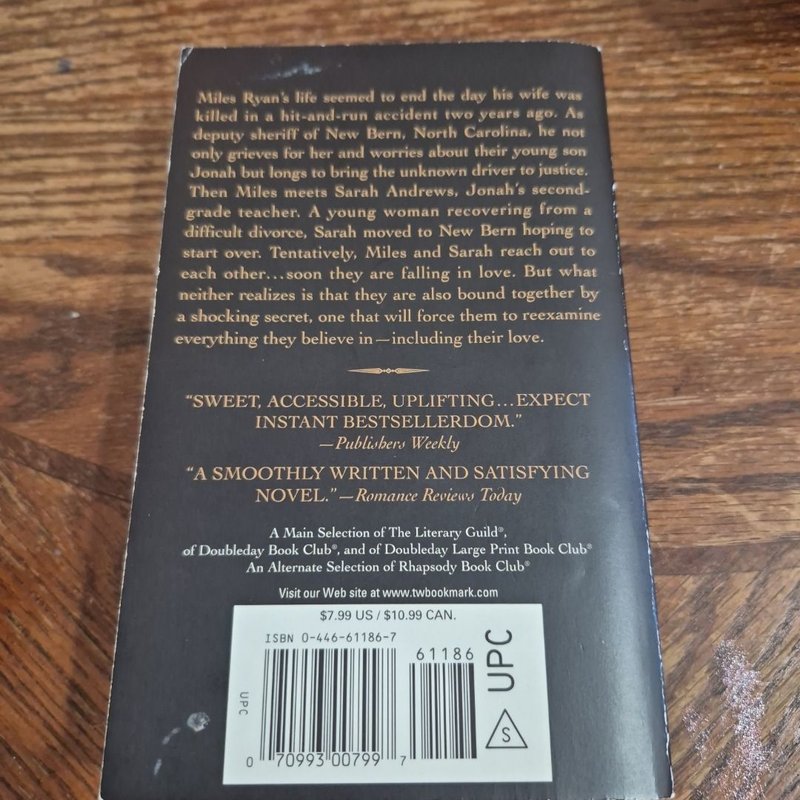 Miles Ryan's life seemed to end the day his wife was
killed in a hit-and-run accident two years ago. As
deputy sheriff of New Bern, North Carolina, he not
only grieves for her and worries about their young son
Jonah but longs to bring the unknown driver to justice.
Then Miles meets Sarah Andrews, Jonah's second-
grade teacher. A young woman recovering from a
difficult divorce, Sarah moved to New Bern hoping to
start over. Tentatively, Miles and Sarah reach out to
each other...soon they are falling in love. But what
neither realizes is that they are also bound together by
a shocking secret, one that will force them to reexamine
everything they believe in—including their love.
"SWEET, ACCESSIBLE, UPLIFTING...EXPECT
INSTANT BESTSELLERDOM."
—Publishers Weekly
"A SMOOTHLY WRITTEN AND SATISFYING
NOVEL."—Romance Reviews Today
A Main Selection of The Literary Guild®,
of Doubleday Book Club®, and of Doubleday Large Print Book Club®
An Alternate Selection of Rhapsody Book Club®
Visit our Web site at www.twbookmark.com
$7.99 US / $10.99 CAN.
ISBN 0-446-61186-7
61186
UPC
UPC
S
0 70993 00799 7